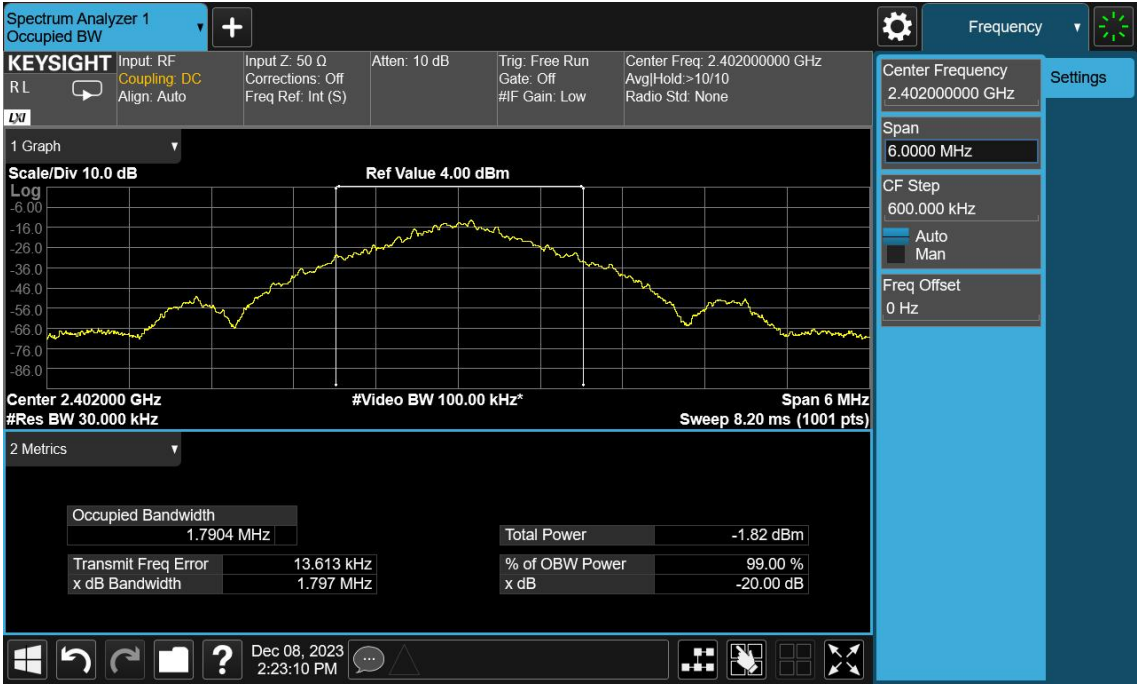 Spectrum Analyzer 1
Occupied BW
Frequency
KEYSIGHT
R L
LXI
Input: RF
Coupling: DC
Align: Auto
Input Z: 50 Ω
Corrections: Off
Freq Ref: Int (S)
Atten: 10 dB
Trig: Free Run
Gate: Off
#IF Gain: Low
Center Freq: 2.402000000 GHz
Avg|Hold:>10/10
Radio Std: None
Center Frequency
2.402000000 GHz
Settings
Span
6.0000 MHz
CF Step
600.000 kHz
Auto
Man
Freq Offset
0 Hz
1 Graph
Scale/Div 10.0 dB
Ref Value 4.00 dBm
Log
-6.00
-16.0
-26.0
-36.0
-46.0
-56.0
-66.0
-76.0
-86.0
Center 2.402000 GHz
#Video BW 100.00 kHz*
Span 6 MHz
#Res BW 30.000 kHz
Sweep 8.20 ms (1001 pts)
2 Metrics
Occupied Bandwidth
1.7904 MHz
Total Power -1.82 dBm
Transmit Freq Error 13.613 kHz
% of OBW Power 99.00 %
x dB Bandwidth 1.797 MHz
x dB -20.00 dB
?
Dec 08, 2023
2:23:10 PM